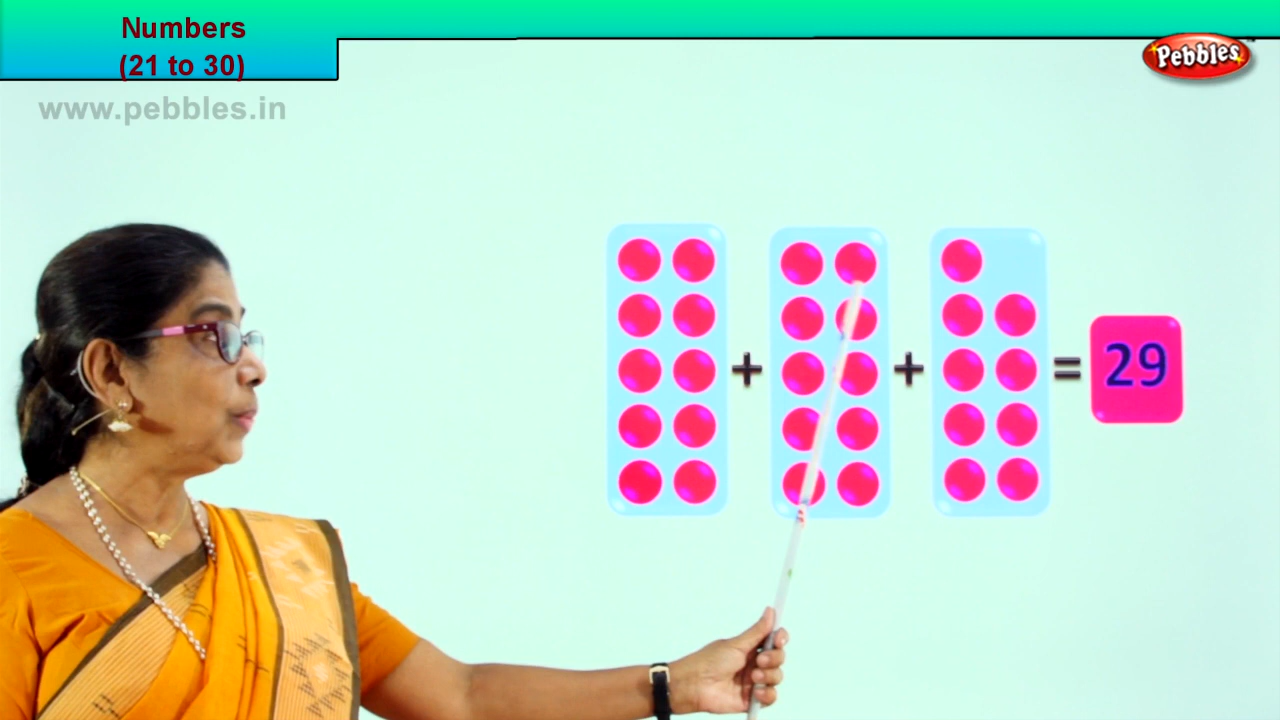 Numbers
(21 to 30)
Pebbles
www.pebbles.in
+ + = 29